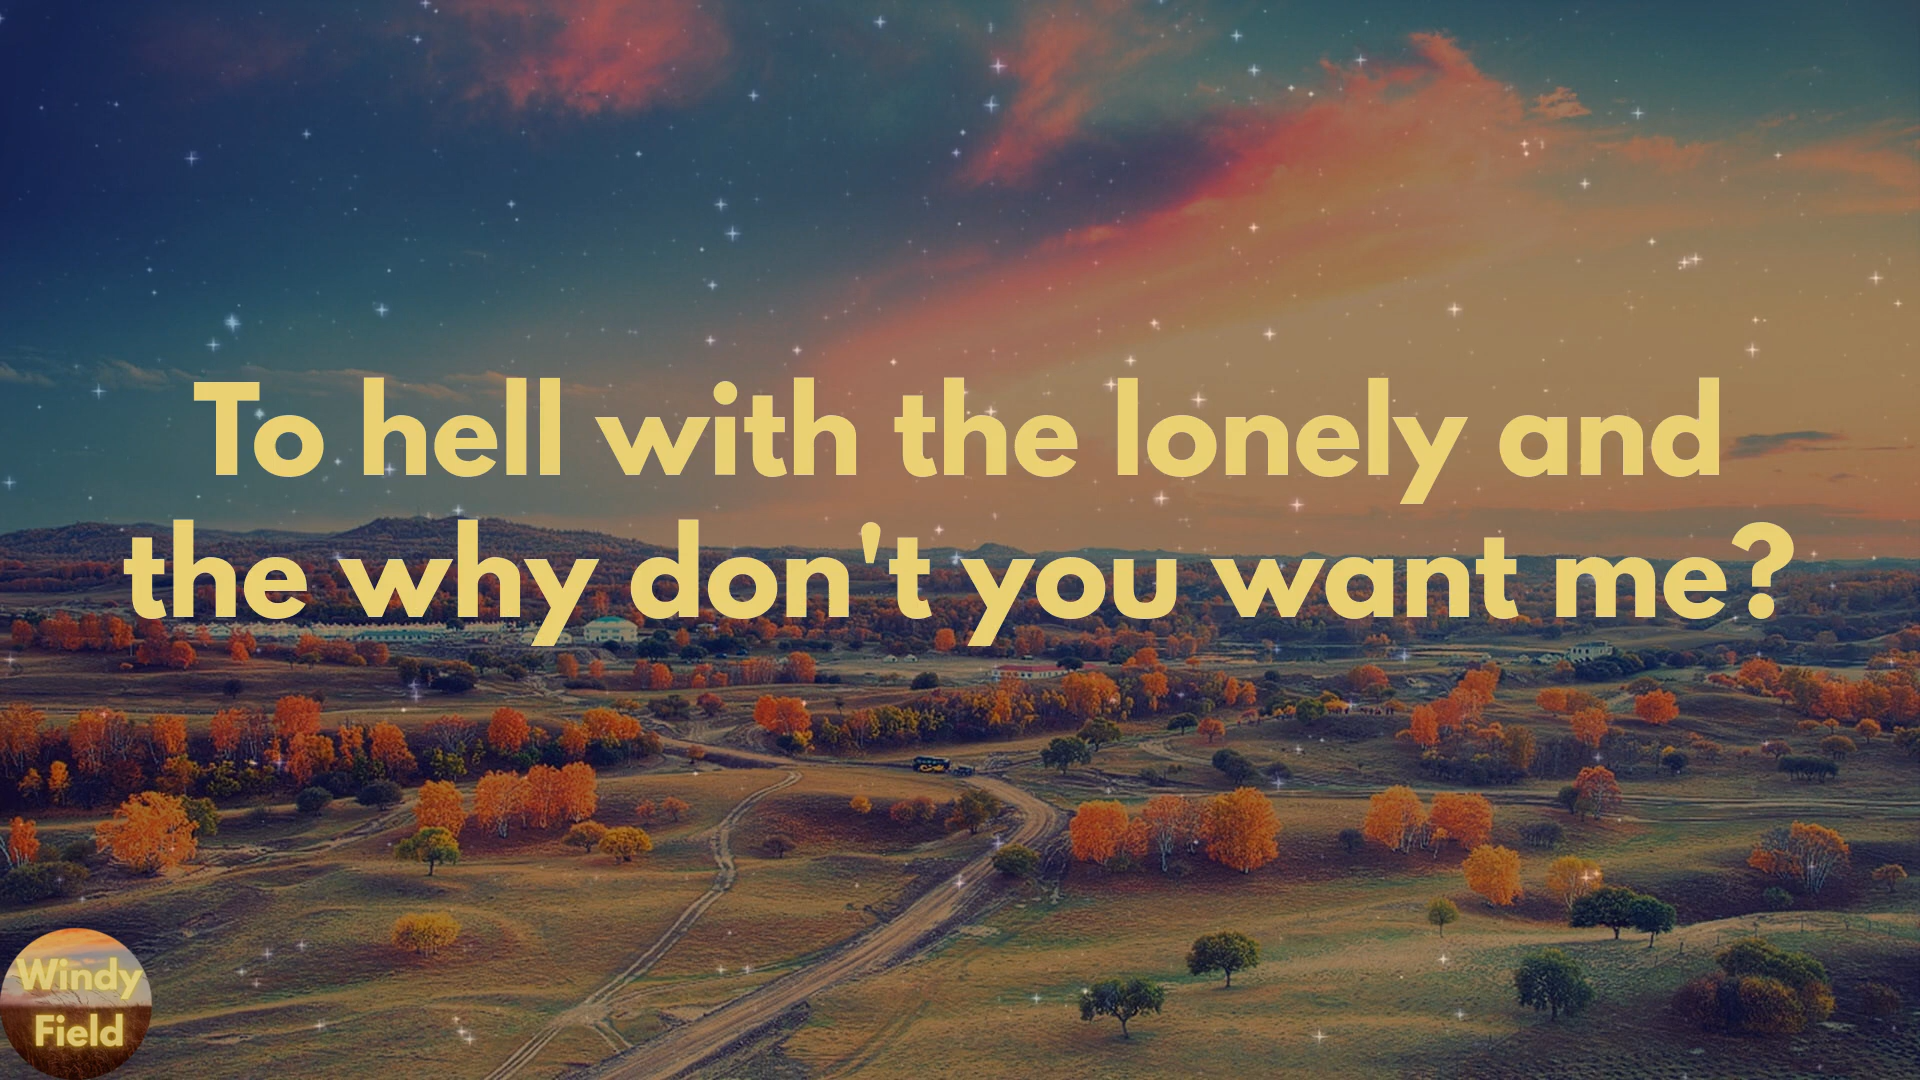 To hell with the lonely and
the why don't you want me?
Windy
Field